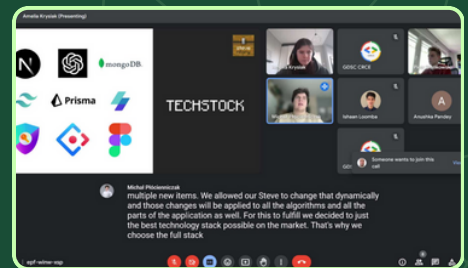 Amelia Krysiak (Presenting)
mongoDB.
Prisma
TECHSTOCK
GDSC CRCE
Ishaan Loomba
Anushka Pandey
A
Someone wants to join this
call
multiple new items. We allowed our Steve to change that dynamically
and those changes will be applied to all the algorithms and all the
parts of the application as well. For this to fulfill we decided to just
the best technology stack possible on the market. That's why we
choose the full stack